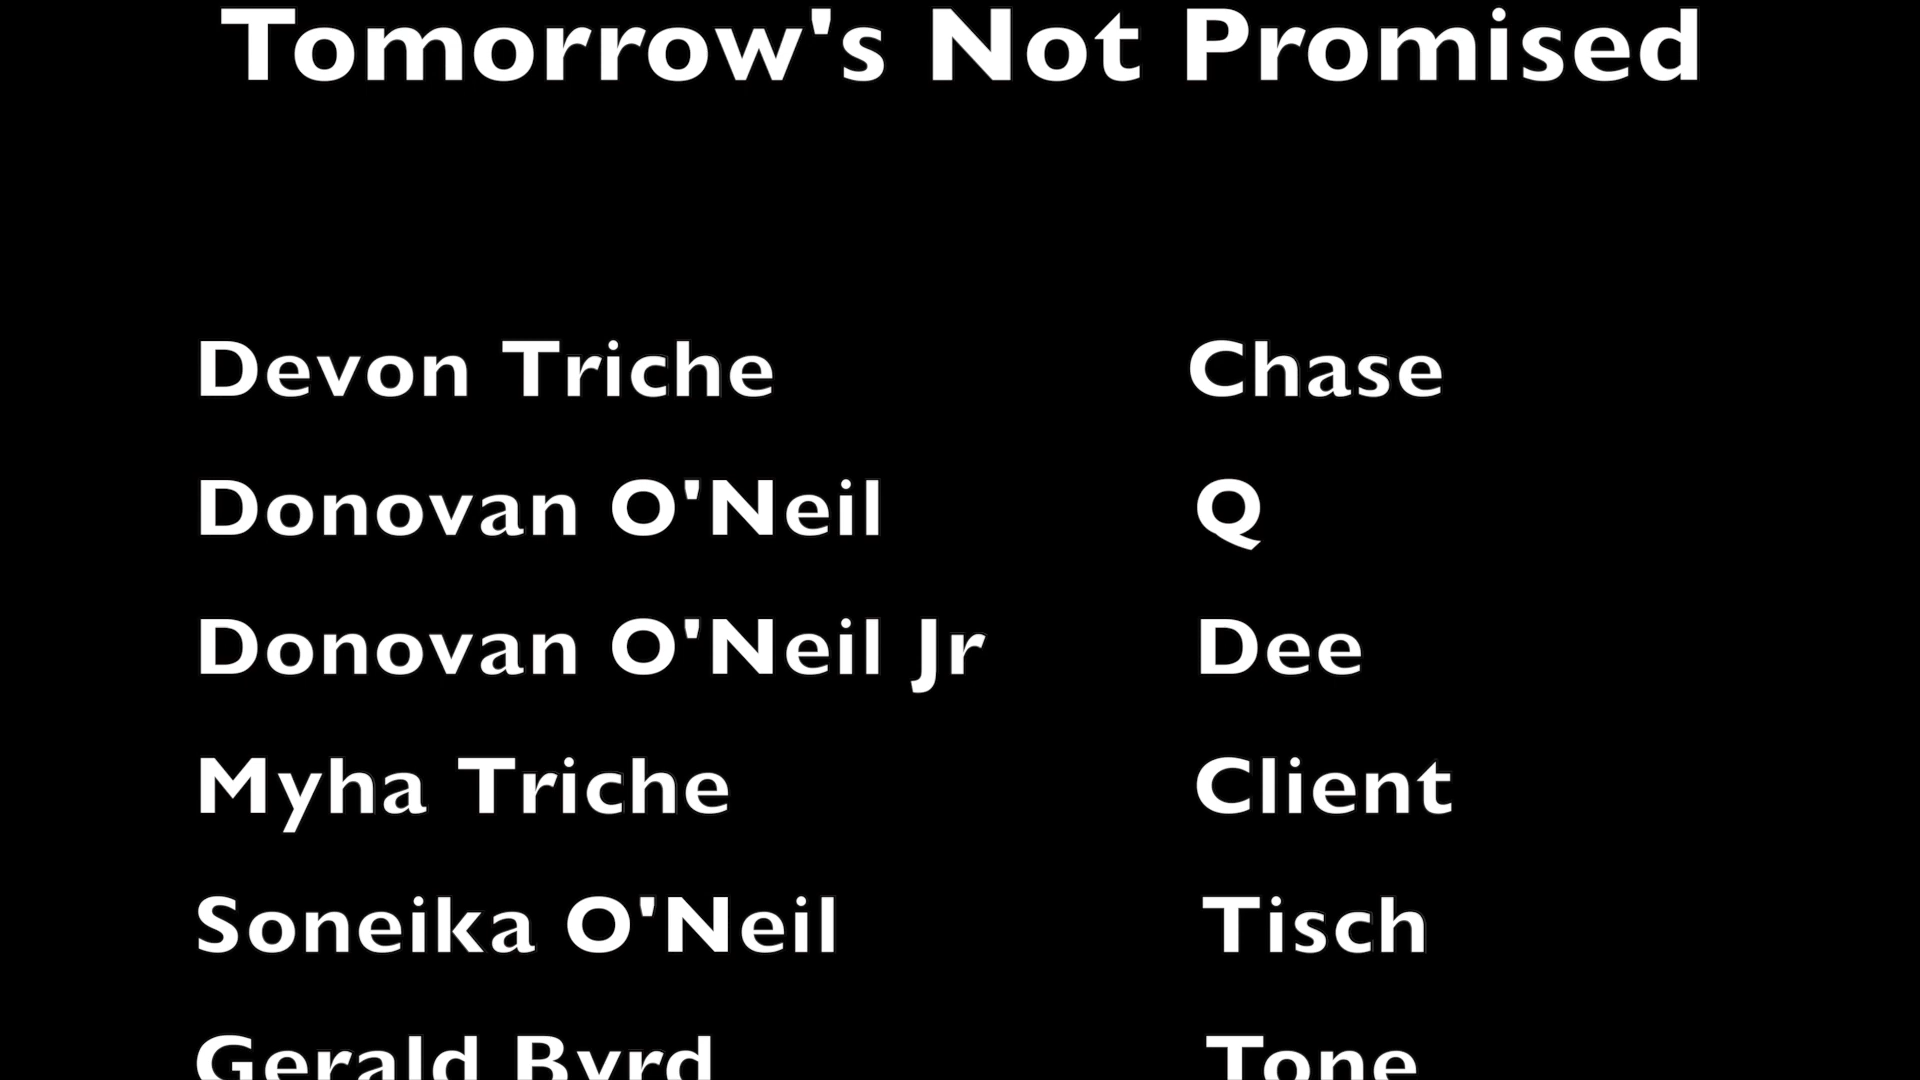 Tomorrow's Not Promised
Devon Triche Chase
Donovan O'Neil Q
Donovan O'Neil Jr Dee
Myha Triche Client
Soneika O'Neil Tisch
Gerald Byrd Tone